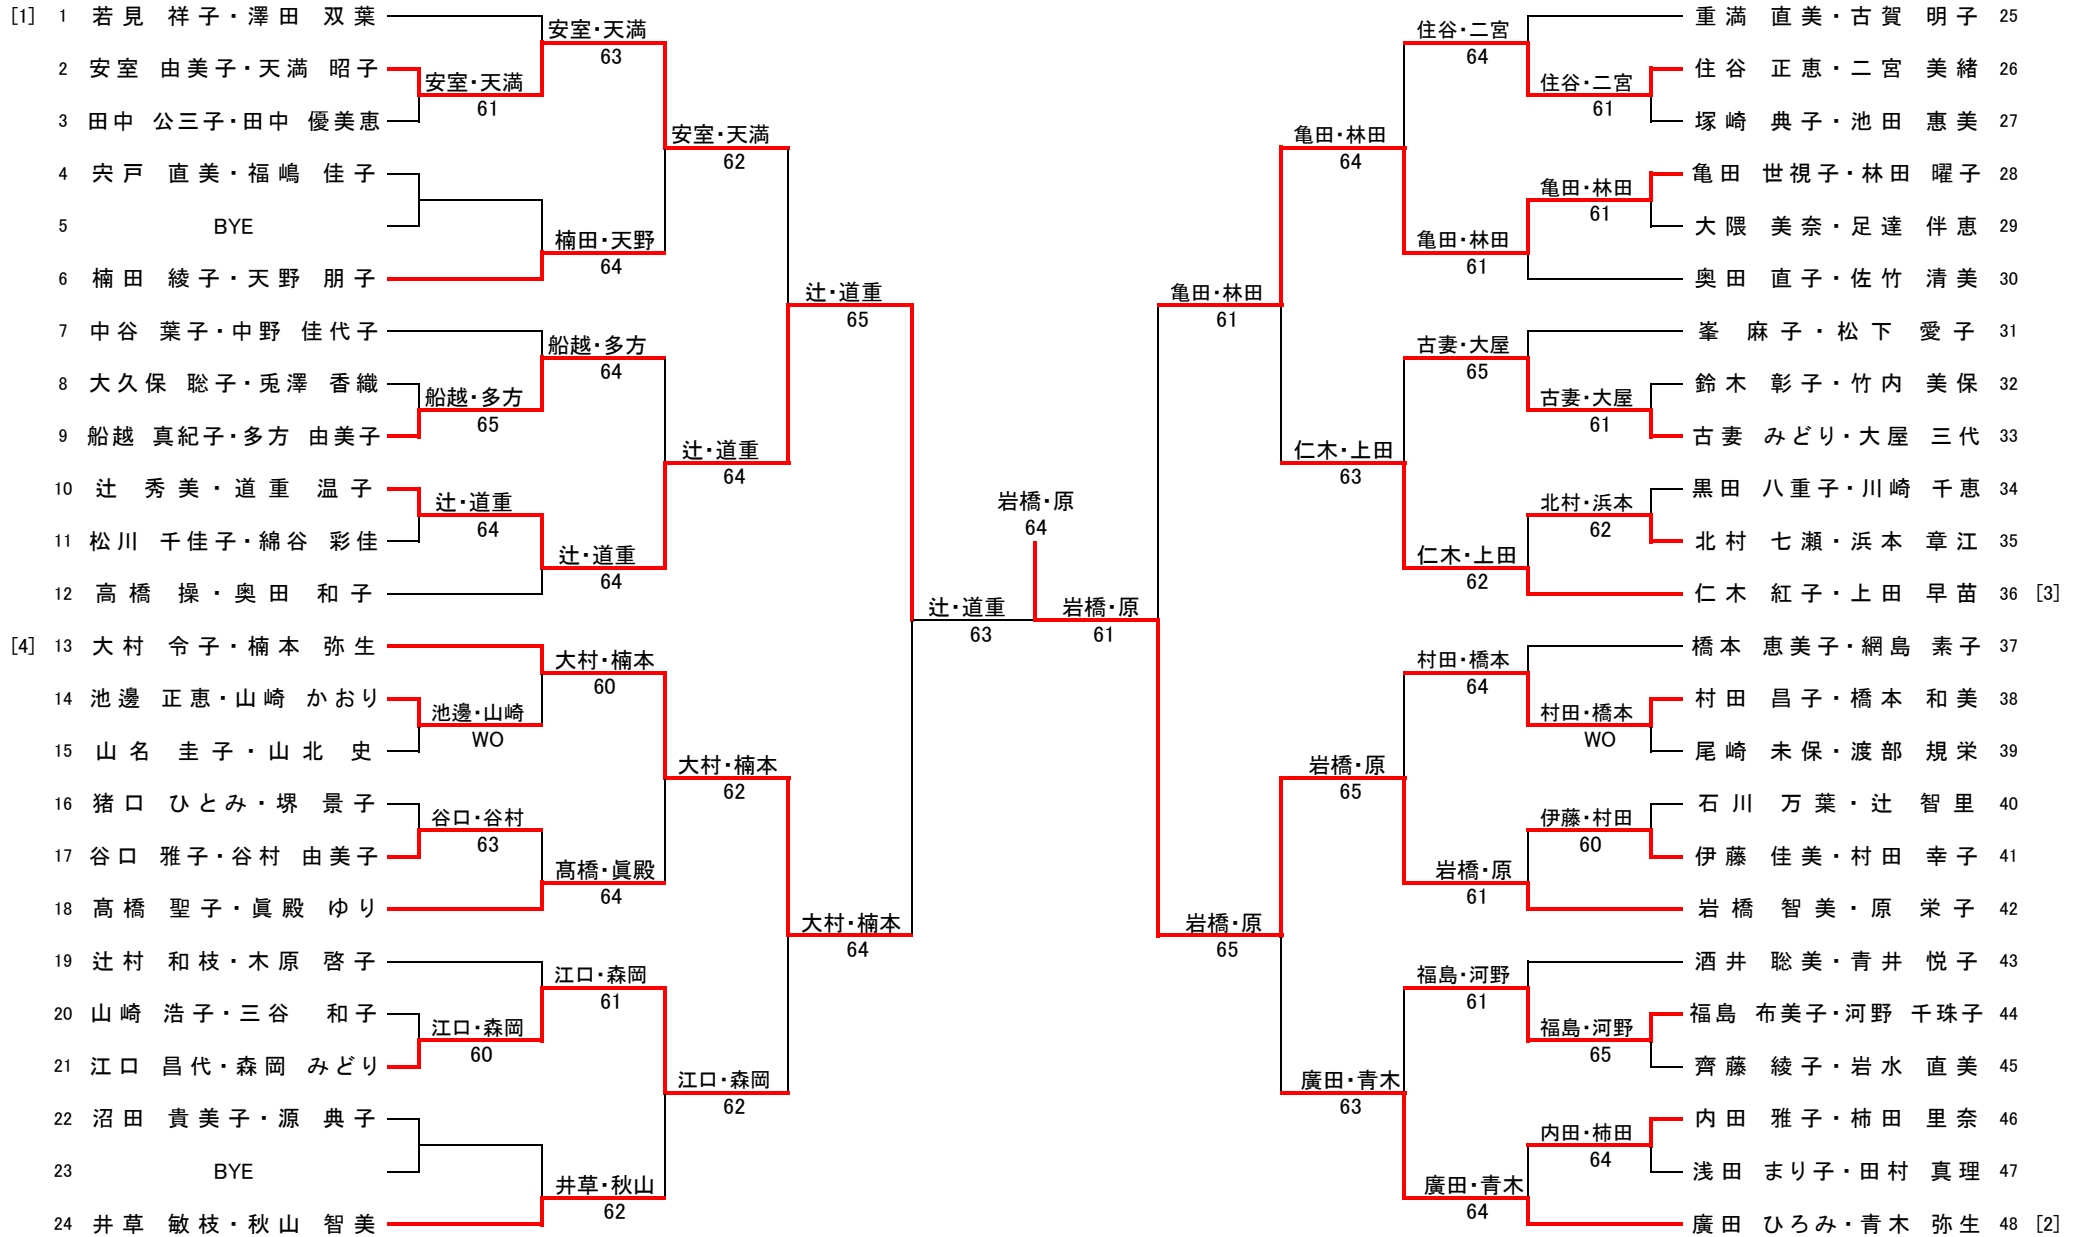 [1] 1 若見 祥子・澤田 双葉
2 安室 由美子・天満 昭子
3 田中 公三子・田中 優美恵
4 宍戸 直美・福嶋 佳子
5 BYE
6 楠田 綾子・天野 朋子
7 中谷 葉子・中野 佳代子
8 大久保 聡子・兎澤 香織
9 船越 真紀子・多方 由美子
10 辻 秀美・道重 温子
11 松川 千佳子・綿谷 彩佳
12 高橋 操・奥田 和子
[4] 13 大村 令子・楠本 弥生
14 池邊 正恵・山崎 かおり
15 山名 圭子・山北 史
16 猪口 ひとみ・堺 景子
17 谷口 雅子・谷村 由美子
18 髙橋 聖子・眞殿 ゆり
19 辻村 和枝・木原 啓子
20 山崎 浩子・三谷 和子
21 江口 昌代・森岡 みどり
22 沼田 貴美子・源 典子
23 BYE
24 井草 敏枝・秋山 智美
安室・天満
61
船越・多方
65
辻・道重
64
池邊・山崎
WO
谷口・谷村
63
江口・森岡
60
安室・天満
63
楠田・天野
64
船越・多方
64
辻・道重
64
大村・楠本
60
髙橋・眞殿
64
江口・森岡
61
井草・秋山
62
安室・天満
62
辻・道重
64
大村・楠本
62
江口・森岡
62
辻・道重
65
大村・楠本
64
辻・道重
63
岩橋・原
64
岩橋・原
61
亀田・林田
61
岩橋・原
65
亀田・林田
64
仁木・上田
63
岩橋・原
65
廣田・青木
63
住谷・二宮
64
亀田・林田
61
古妻・大屋
65
仁木・上田
62
村田・橋本
64
岩橋・原
61
福島・河野
61
廣田・青木
64
住谷・二宮
61
亀田・林田
61
古妻・大屋
61
北村・浜本
62
村田・橋本
WO
伊藤・村田
60
福島・河野
65
内田・柿田
64
重満 直美・古賀 明子 25
住谷 正恵・二宮 美緒 26
塚崎 典子・池田 惠美 27
亀田 世視子・林田 曜子 28
大隈 美奈・足達 伴恵 29
奥田 直子・佐竹 清美 30
峯 麻子・松下 愛子 31
鈴木 彰子・竹内 美保 32
古妻 みどり・大屋 三代 33
黒田 八重子・川崎 千恵 34
北村 七瀬・浜本 章江 35
仁木 紅子・上田 早苗 36 [3]
橋本 恵美子・網島 素子 37
村田 昌子・橋本 和美 38
尾崎 未保・渡部 規栄 39
石川 万葉・辻 智里 40
伊藤 佳美・村田 幸子 41
岩橋 智美・原 栄子 42
酒井 聡美・青井 悦子 43
福島 布美子・河野 千珠子 44
齊藤 綾子・岩水 直美 45
内田 雅子・柿田 里奈 46
浅田 まり子・田村 真理 47
廣田 ひろみ・青木 弥生 48 [2]